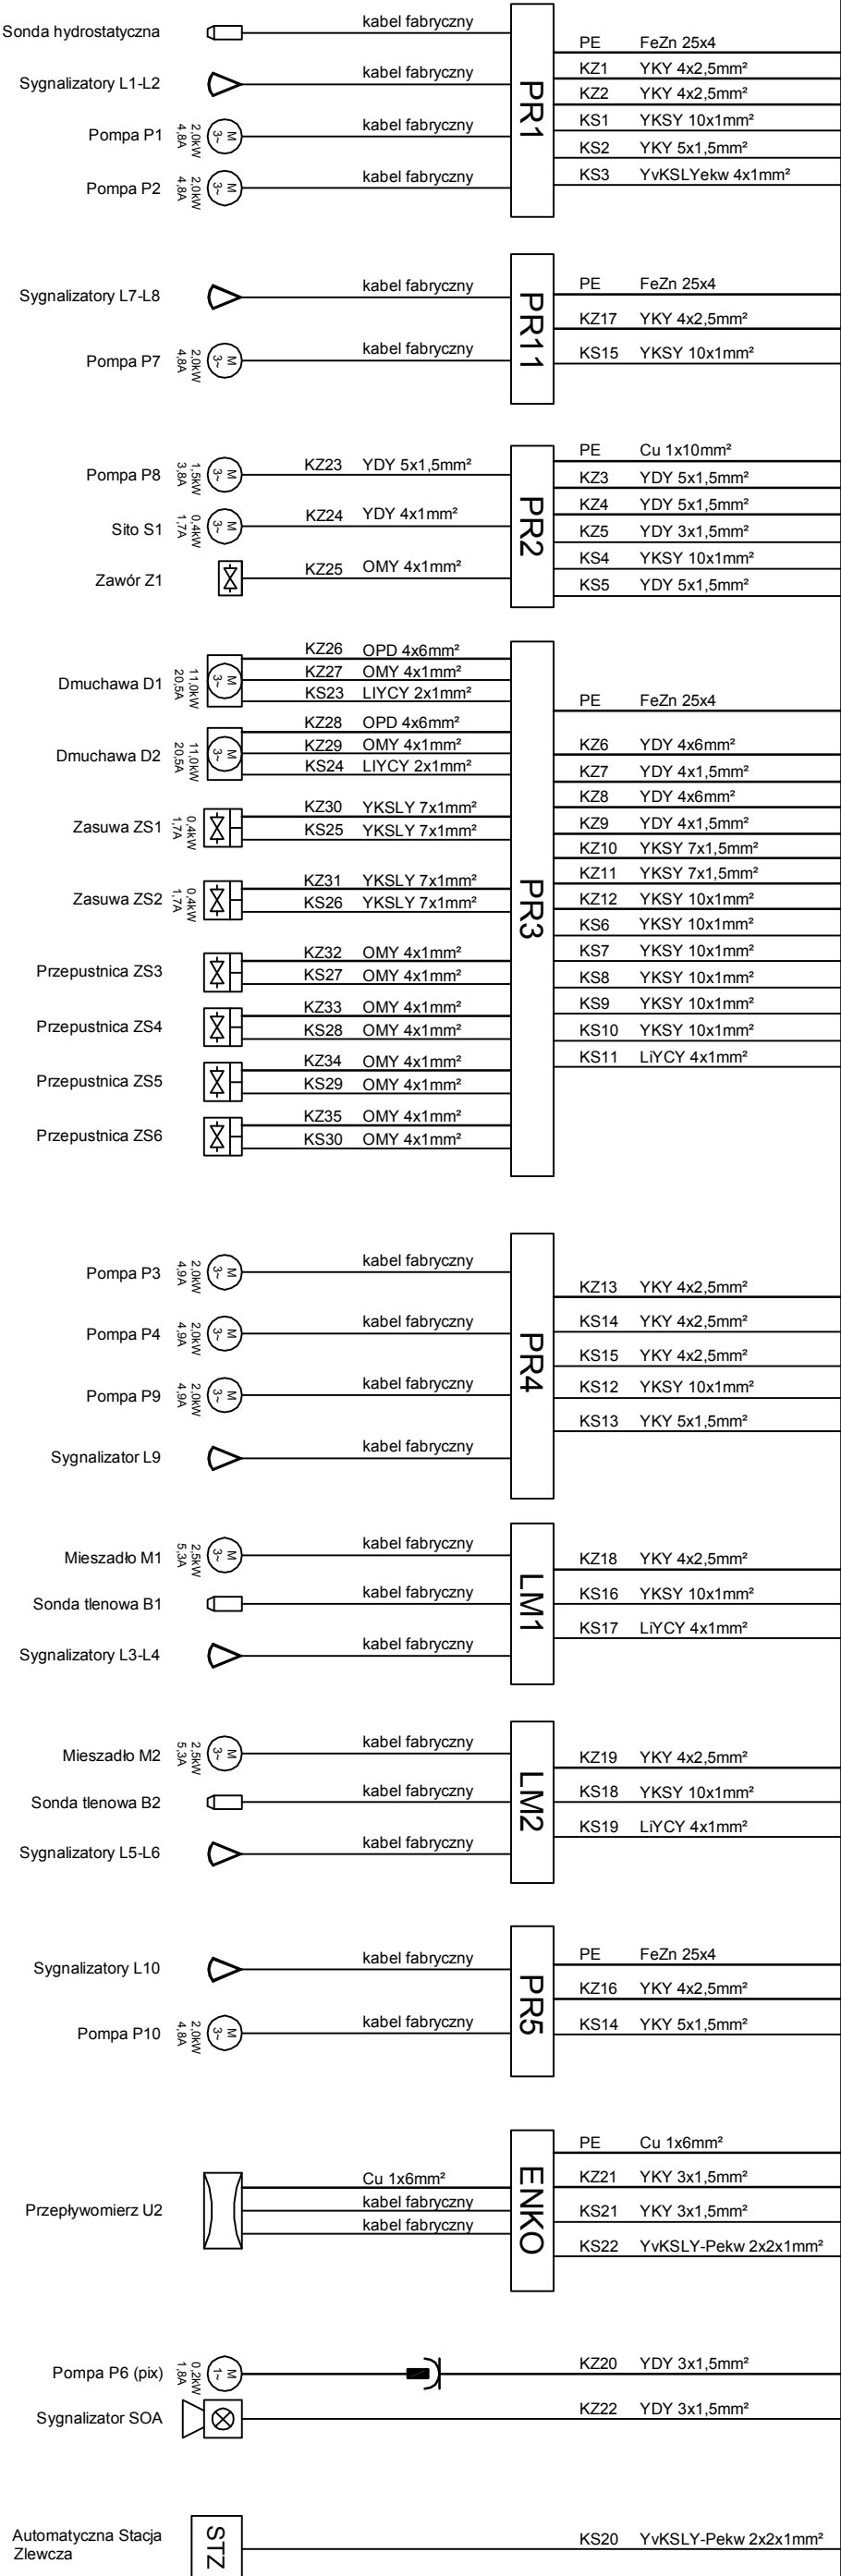 Sonda hydrostatyczna
kabel fabryczny
Sygnalizatory L1-L2
kabel fabryczny
Pompa P1
2,0kW
4,8A
M
3~
kabel fabryczny
Pompa P2
2,0kW
4,8A
M
3~
kabel fabryczny
PR1
PE FeZn 25x4
KZ1 YKY 4x2,5mm²
KZ2 YKY 4x2,5mm²
KS1 YKSY 10x1mm²
KS2 YKY 5x1,5mm²
KS3 YvKSLYekw 4x1mm²
Sygnalizatory L7-L8
kabel fabryczny
Pompa P7
2,0kW
4,8A
M
3~
kabel fabryczny
PR11
PE FeZn 25x4
KZ17 YKY 4x2,5mm²
KS15 YKSY 10x1mm²
Pompa P8
1,5kW
3,8A
M
3~
KZ23 YDY 5x1,5mm²
Sito S1
0,4kW
1,7A
M
3~
KZ24 YDY 4x1mm²
Zawór Z1
KZ25 OMY 4x1mm²
PR2
PE Cu 1x10mm²
KZ3 YDY 5x1,5mm²
KZ4 YDY 5x1,5mm²
KZ5 YDY 3x1,5mm²
KS4 YKSY 10x1mm²
KS5 YDY 5x1,5mm²
Dmuchawa D1
11,0kW
20,5A
M
3~
KZ26 OPD 4x6mm²
KZ27 OMY 4x1mm²
KS23 LIYCY 2x1mm²
Dmuchawa D2
11,0kW
20,5A
M
3~
KZ28 OPD 4x6mm²
KZ29 OMY 4x1mm²
KS24 LIYCY 2x1mm²
Zasuwa ZS1
0,4kW
1,7A
KZ30 YKSLY 7x1mm²
KS25 YKSLY 7x1mm²
Zasuwa ZS2
0,4kW
1,7A
KZ31 YKSLY 7x1mm²
KS26 YKSLY 7x1mm²
Przepustnica ZS3
KZ32 OMY 4x1mm²
KS27 OMY 4x1mm²
Przepustnica ZS4
KZ33 OMY 4x1mm²
KS28 OMY 4x1mm²
Przepustnica ZS5
KZ34 OMY 4x1mm²
KS29 OMY 4x1mm²
Przepustnica ZS6
KZ35 OMY 4x1mm²
KS30 OMY 4x1mm²
PR3
PE FeZn 25x4
KZ6 YDY 4x6mm²
KZ7 YDY 4x1,5mm²
KZ8 YDY 4x6mm²
KZ9 YDY 4x1,5mm²
KZ10 YKSY 7x1,5mm²
KZ11 YKSY 7x1,5mm²
KZ12 YKSY 10x1mm²
KS6 YKSY 10x1mm²
KS7 YKSY 10x1mm²
KS8 YKSY 10x1mm²
KS9 YKSY 10x1mm²
KS10 YKSY 10x1mm²
KS11 LiYCY 4x1mm²
Pompa P3
2,0kW
4,9A
M
3~
kabel fabryczny
Pompa P4
2,0kW
4,9A
M
3~
kabel fabryczny
Pompa P9
2,0kW
4,9A
M
3~
kabel fabryczny
Sygnalizator L9
kabel fabryczny
PR4
KZ13 YKY 4x2,5mm²
KS14 YKY 4x2,5mm²
KS15 YKY 4x2,5mm²
KS12 YKSY 10x1mm²
KS13 YKY 5x1,5mm²
Mieszadło M1
2,5kW
5,3A
M
3~
kabel fabryczny
Sonda tlenowa B1
kabel fabryczny
Sygnalizatory L3-L4
kabel fabryczny
LM1
KZ18 YKY 4x2,5mm²
KS16 YKSY 10x1mm²
KS17 LiYCY 4x1mm²
Mieszadło M2
2,5kW
5,3A
M
3~
kabel fabryczny
Sonda tlenowa B2
kabel fabryczny
Sygnalizatory L5-L6
kabel fabryczny
LM2
KZ19 YKY 4x2,5mm²
KS18 YKSY 10x1mm²
KS19 LiYCY 4x1mm²
Sygnalizatory L10
kabel fabryczny
Pompa P10
2,0kW
4,8A
M
3~
kabel fabryczny
PR5
PE FeZn 25x4
KZ16 YKY 4x2,5mm²
KS14 YKY 5x1,5mm²
Przepływomierz U2
Cu 1x6mm²
kabel fabryczny
kabel fabryczny
ENKO
PE Cu 1x6mm²
KZ21 YKY 3x1,5mm²
KS21 YKY 3x1,5mm²
KS22 YvKSLY-Pekw 2x2x1mm²
Pompa P6 (pix)
0,2kW
1,8A
M
1~
KZ20 YDY 3x1,5mm²
Sygnalizator SOA
KZ22 YDY 3x1,5mm²
Automatyczna Stacja
Zlewcza
STZ
KS20 YvKSLY-Pekw 2x2x1mm²